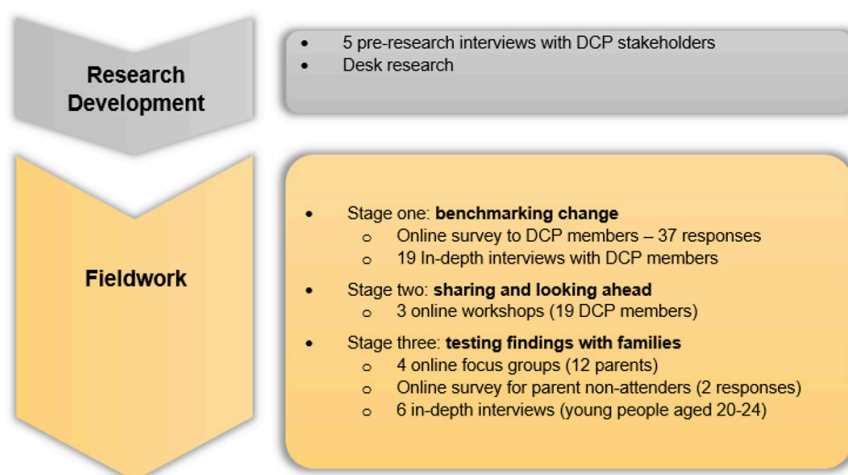 Research
Development
• 5 pre-research interviews with DCP stakeholders
• Desk research
Fieldwork
• Stage one: benchmarking change
o Online survey to DCP members – 37 responses
o 19 In-depth interviews with DCP members
• Stage two: sharing and looking ahead
o 3 online workshops (19 DCP members)
• Stage three: testing findings with families
o 4 online focus groups (12 parents)
o Online survey for parent non-attenders (2 responses)
o 6 in-depth interviews (young people aged 20-24)